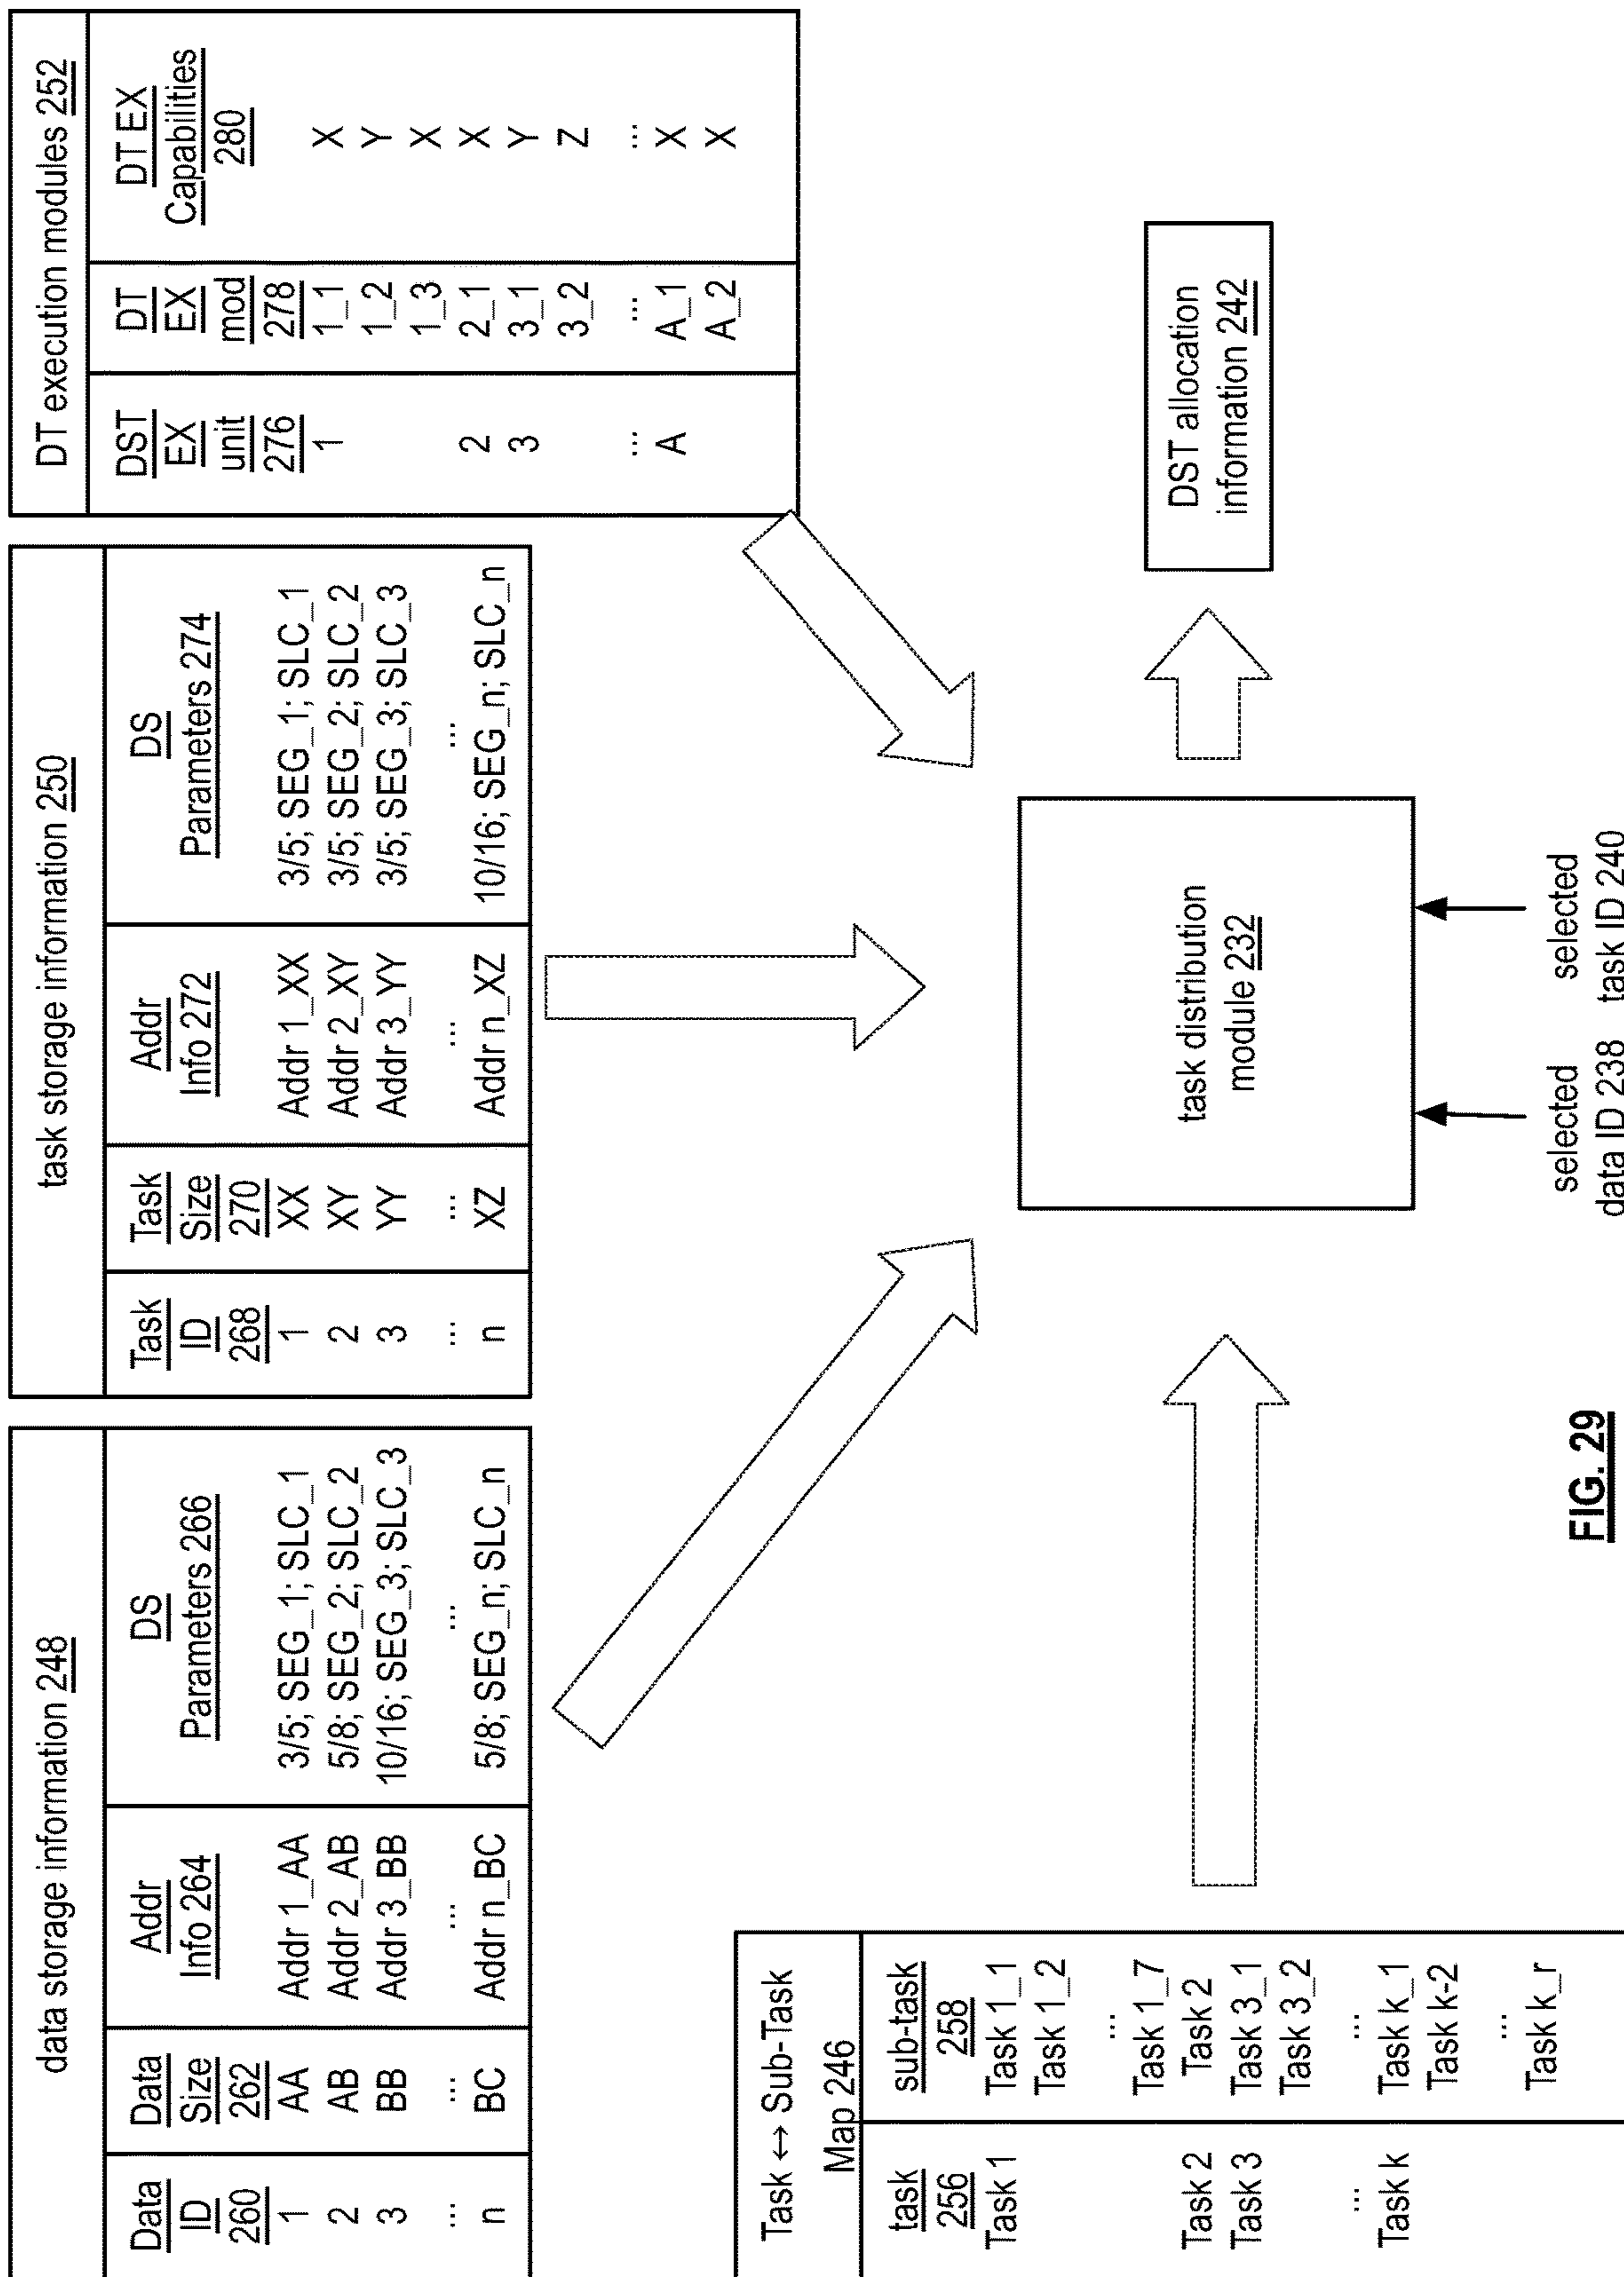 data storage information 248
Data ID 260 Data Size 262 Addr Info 264 DS Parameters 266
1 AA Addr 1_AA 3/5; SEG_1; SLC_1
2 AB Addr 2_AB 5/8; SEG_2; SLC_2
3 BB Addr 3_BB 10/16; SEG_3; SLC_3
... ... ... ...
n BC Addr n_BC 5/8; SEG_n; SLC_n
task storage information 250
Task ID 268 Task Size 270 Addr Info 272 DS Parameters 274
1 XX Addr 1_XX 3/5; SEG_1; SLC_1
2 XY Addr 2_XY 3/5; SEG_2; SLC_2
3 YY Addr 3_YY 3/5; SEG_3; SLC_3
... ... ... ...
n XZ Addr n_XZ 10/16; SEG_n; SLC_n
DT execution modules 252
DST EX unit 276 DT EX mod 278 DT EX Capabilities 280
1 1_1 X
1_2 Y
1_3 X
2 2_1 X
3 3_1 Y
3_2 Z
... ... ...
A A_1 X
A_2 X
Task ↔ Sub-Task
Map 246
task 256 sub-task 258
Task 1 Task 1_1
Task 1_2
...
Task 1_7
Task 2 Task 2
Task 3 Task 3_1
Task 3_2
... ...
Task k Task k_1
Task k-2
...
Task k_r
task distribution
module 232
DST allocation
information 242
selected
data ID 238
selected
task ID 240
FIG. 29